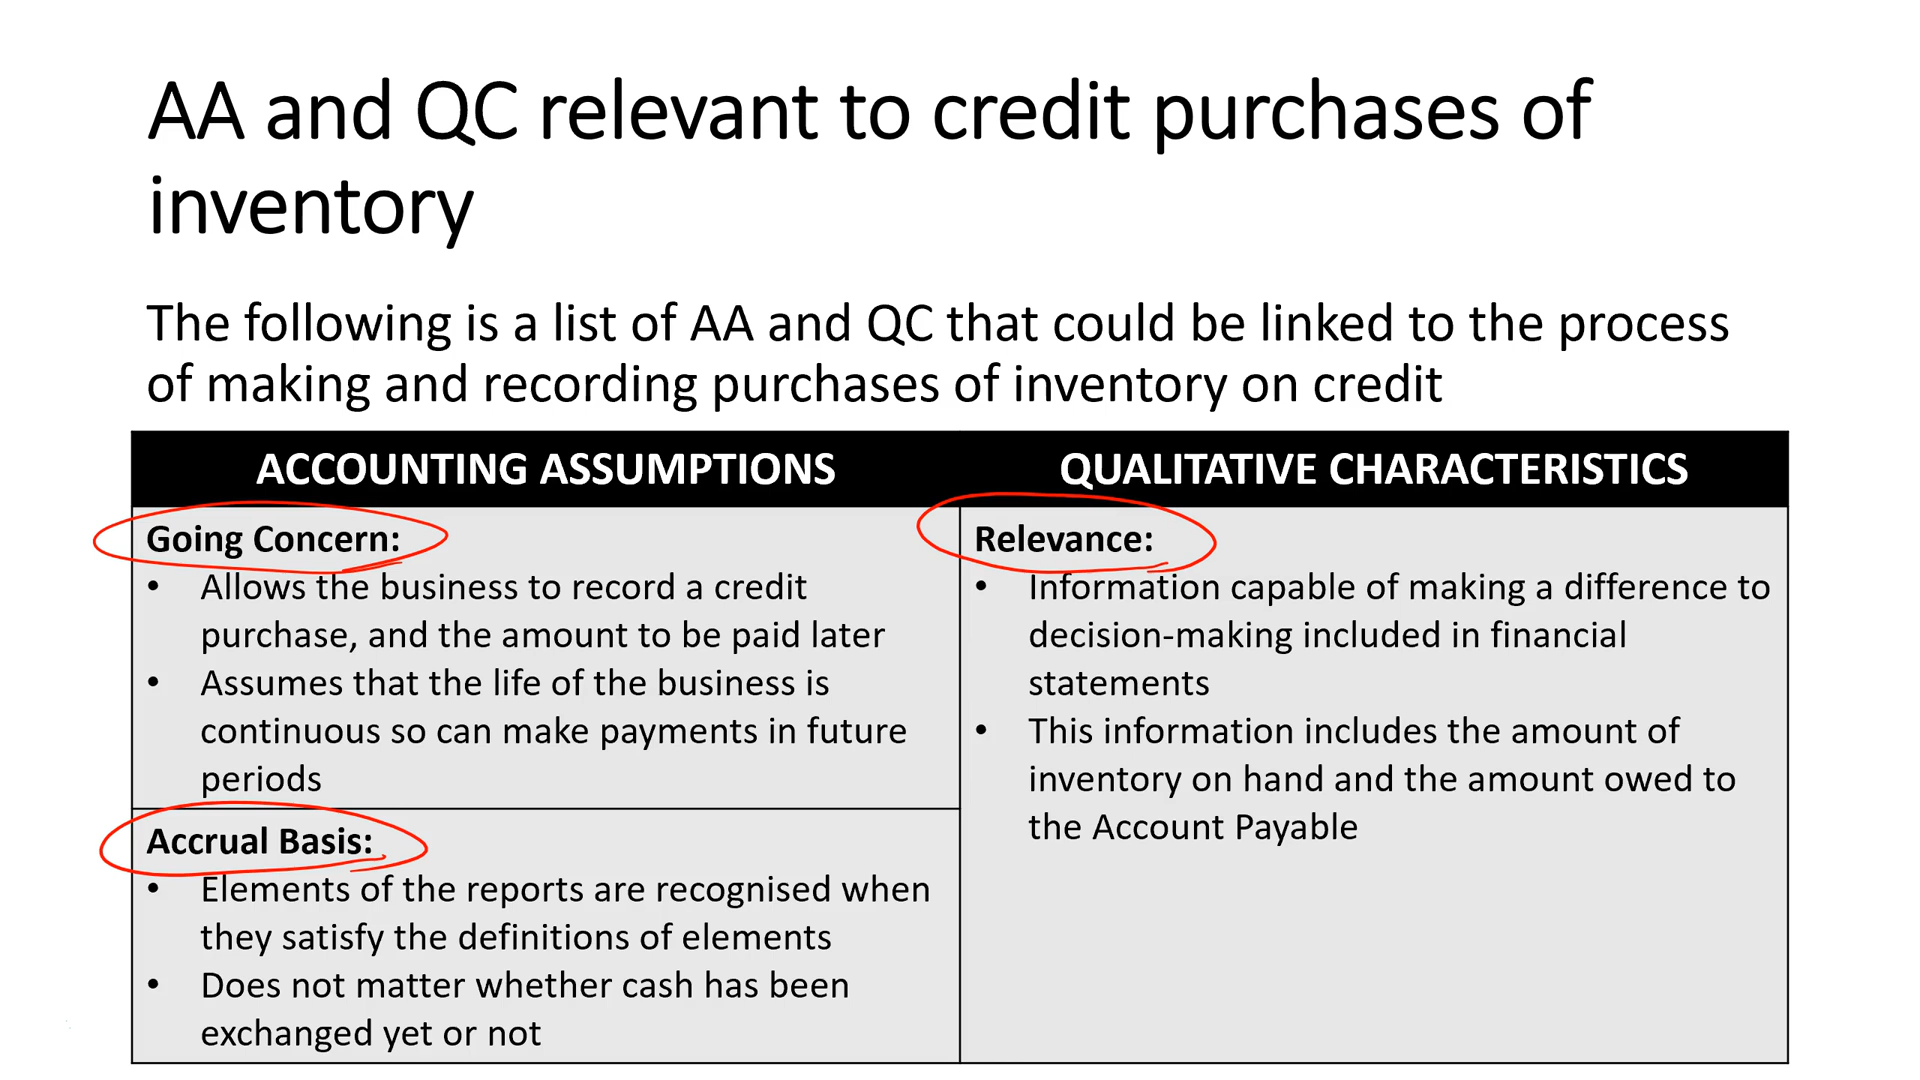 AA and QC relevant to credit purchases of
inventory
The following is a list of AA and QC that could be linked to the process
of making and recording purchases of inventory on credit
ACCOUNTING ASSUMPTIONS
Going Concern:
• Allows the business to record a credit
purchase, and the amount to be paid later
• Assumes that the life of the business is
continuous so can make payments in future
periods
Accrual Basis:
• Elements of the reports are recognised when
they satisfy the definitions of elements
• Does not matter whether cash has been
exchanged yet or not
QUALITATIVE CHARACTERISTICS
Relevance:
• Information capable of making a difference to
decision-making included in financial
statements
• This information includes the amount of
inventory on hand and the amount owed to
the Account Payable